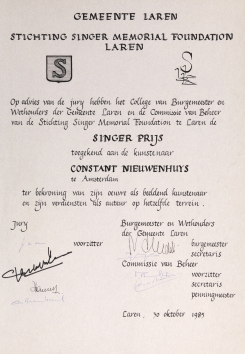 GEMEENTE LAREN
STICHTING SINGER MEMORIAL FOUNDATION
LAREN
S
Op advies van de jury hebben het College van Burgemeester en
Wethouders der Gemeente Laren en de Commissie van Beheer
van de Stichting Singer Memorial Foundation te Laren de
SINGER PRIJS
toegekend aan de kunstenaar
CONSTANT NIEUWENHUYS
te Amsterdam
ter bekroning van zijn oeuvre als beeldend kunstenaar
en zijn verdiensten als auteur op hetzelfde terrein.
Jury
voorzitter
Burgemeester en Wethouders
der Gemeente Laren
burgemeester
secretaris
Commissie van Beheer
voorzitter
secretaris
penningmeester
Laren, 30 oktober 1985